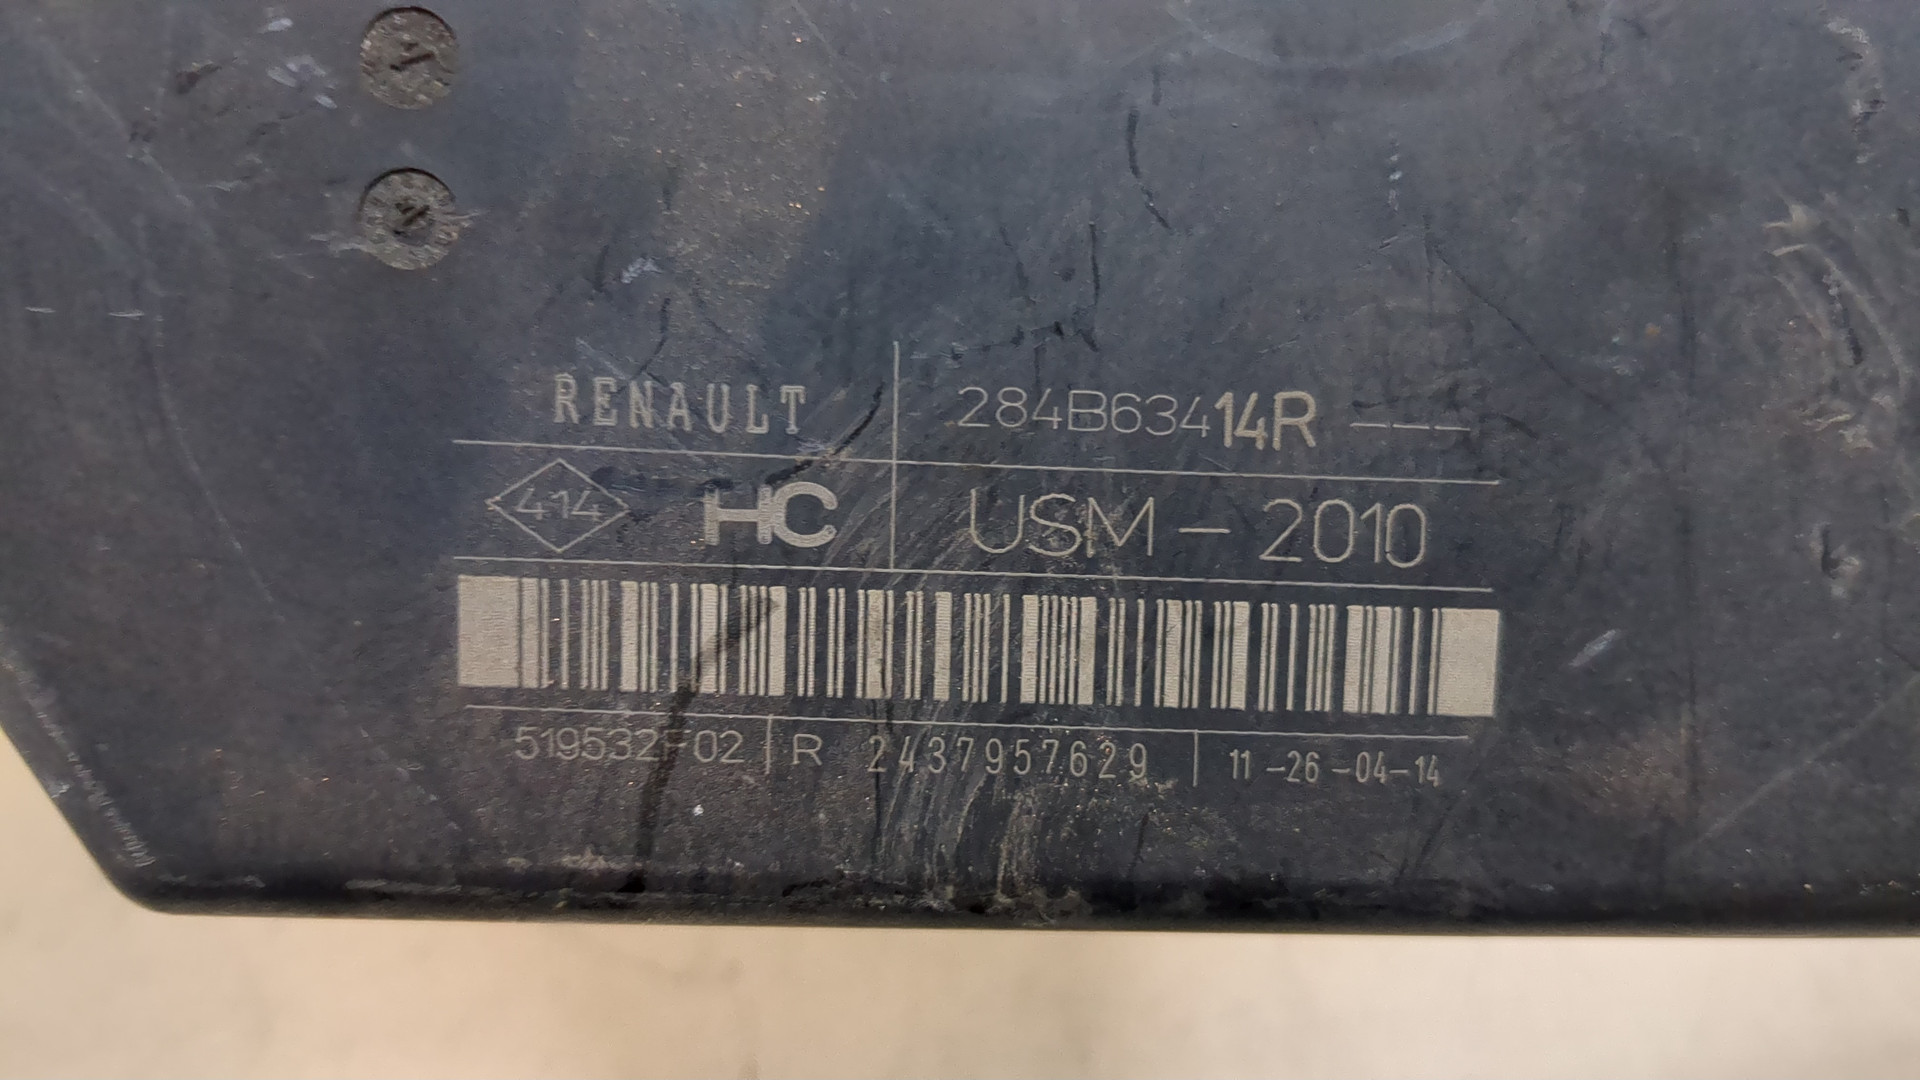 RENAULT 284B63414R ---
414 HC USM - 2010
519532F02 R 2437957629 11-26-04-14